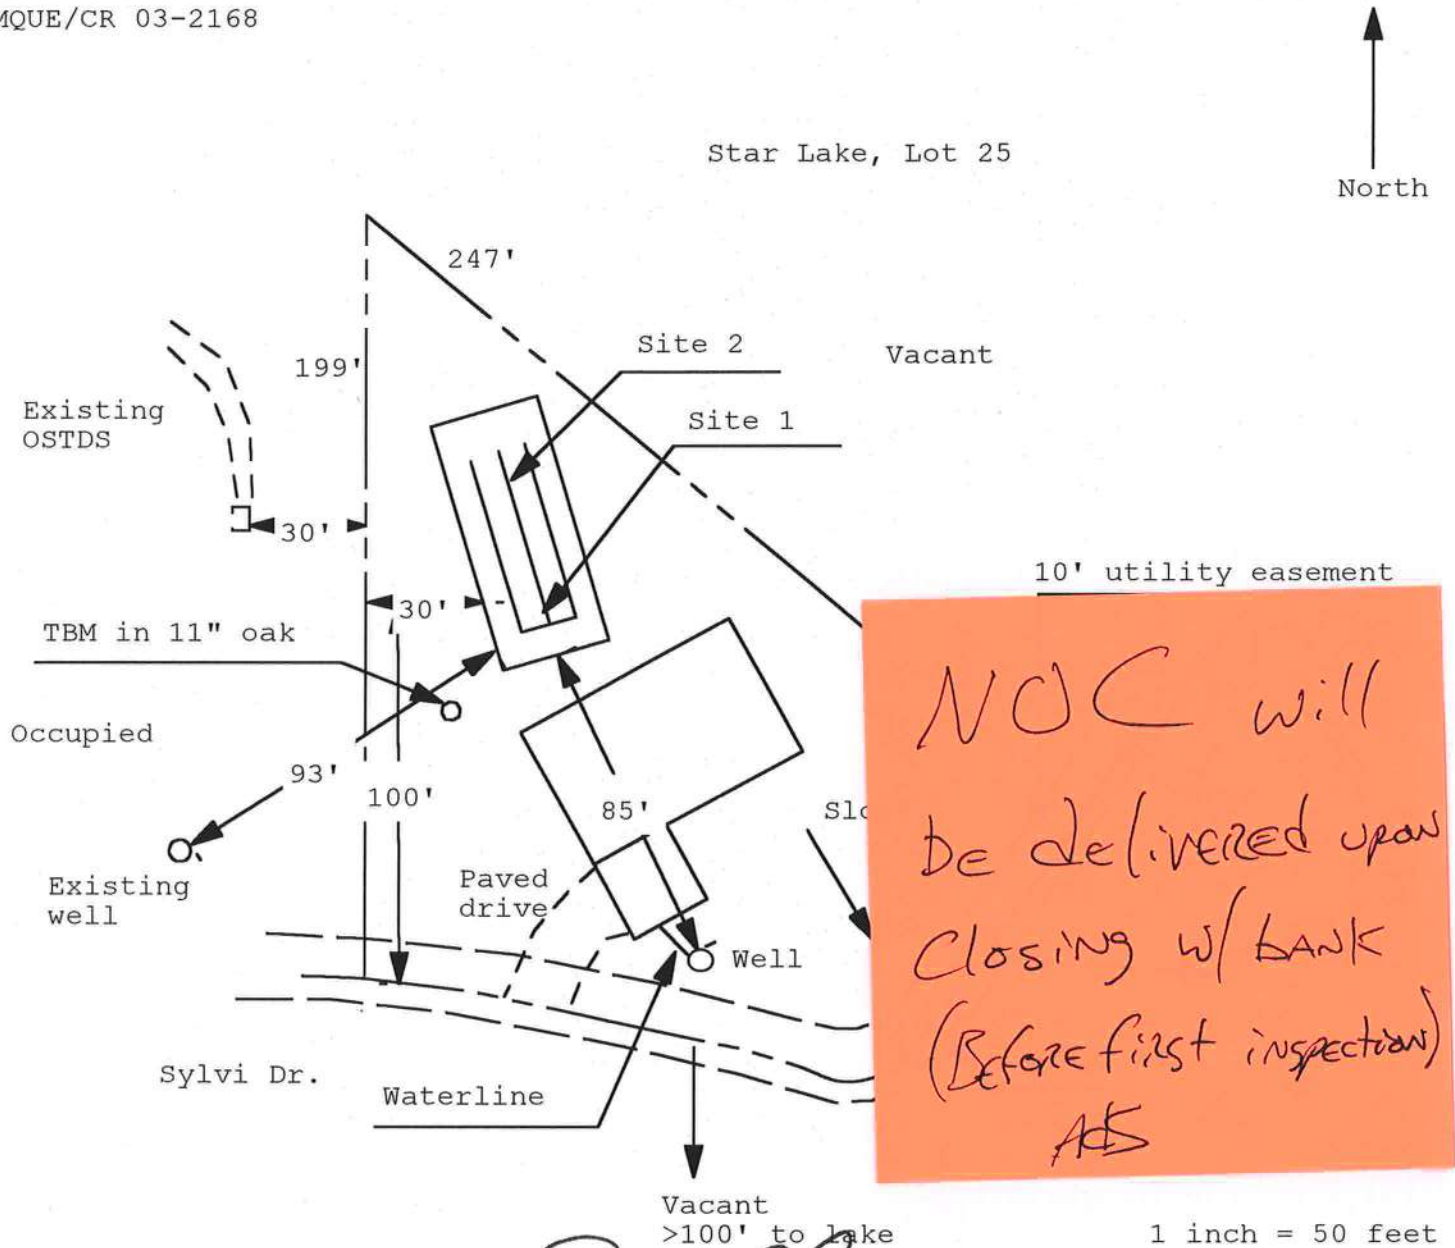 MQUE/CR 03-2168
North
Star Lake, Lot 25
247'
199'
Site 2
Vacant
Site 1
Existing
OSTDS
30'
10' utility easement
30'
TBM in 11" oak
Occupied
93'
100'
85'
Existing
well
Paved
drive
Well
Sylvi Dr.
Waterline
Vacant
>100' to lake
1 inch = 50 feet
NOC will
be delivered upon
closing w/ bank
(Before first inspection)
AdS